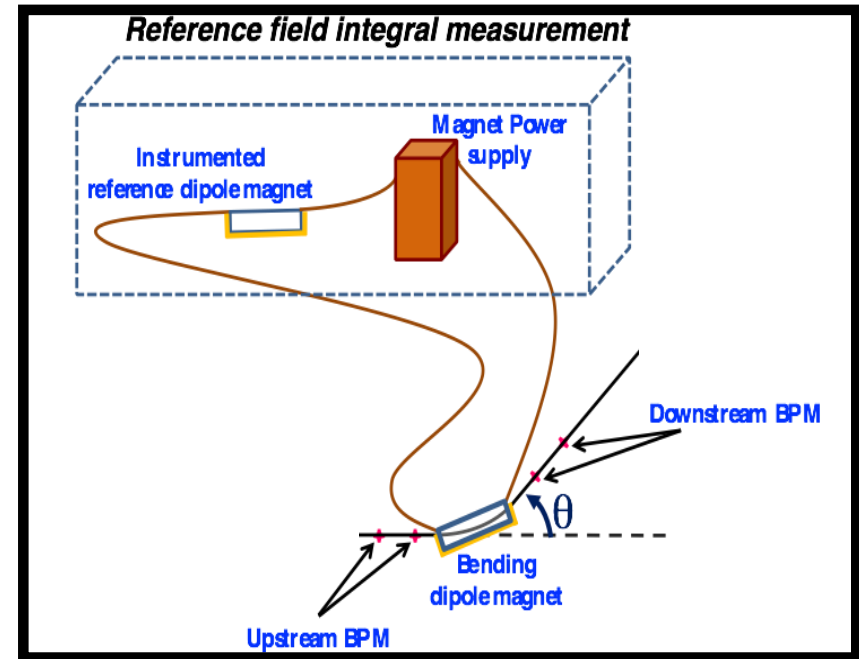 Reference field integral measurement
Magnet Power
supply
Instrumented
reference dipole magnet
Downstream BPM
θ
Bending
dipole magnet
Upstream BPM